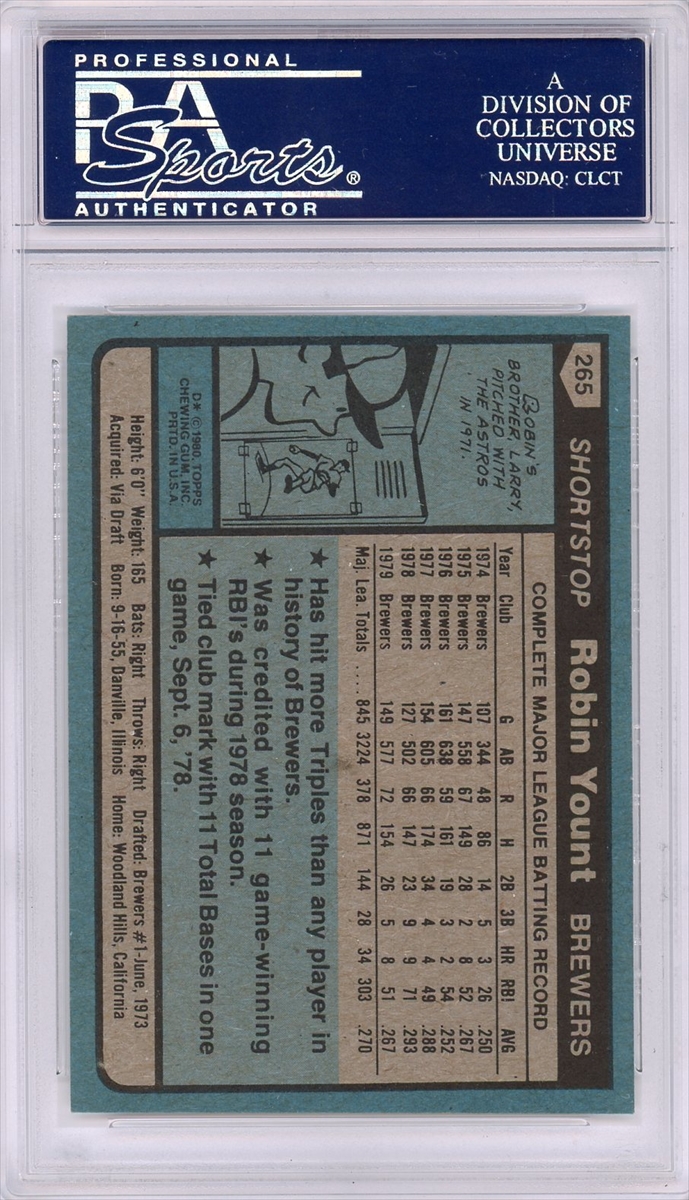 PROFESSIONAL
PSA
Sports®
AUTHENTICATOR
A
DIVISION OF
COLLECTORS
UNIVERSE
NASDAQ: CLCT
265 SHORTSTOP Robin Yount BREWERS
ROBIN'S
BROTHER, LARRY,
PITCHED WITH
THE ASTROS
IN 1971.
D✱ © 1980, TOPPS
CHEWING GUM, INC.
PRTD. IN U.S.A.
COMPLETE MAJOR LEAGUE BATTING RECORD
Year Club G AB R H 2B 3B HR RBI AVG
1974 Brewers 107 344 48 86 14 5 3 26 .250
1975 Brewers 147 558 67 149 28 2 8 52 .267
1976 Brewers 161 638 59 161 19 3 2 54 .252
1977 Brewers 154 605 66 174 34 4 4 49 .288
1978 Brewers 127 502 66 147 23 9 9 71 .293
1979 Brewers 149 577 72 154 26 5 8 51 .267
Maj. Lea. Totals .... 845 3224 378 871 144 28 34 303 .270
★ Has hit more Triples than any player in
history of Brewers.
★ Was credited with 11 game-winning
RBI's during 1978 season.
★ Tied club mark with 11 Total Bases in one
game, Sept. 6, '78.
Height: 6'0" Weight: 165 Bats: Right Throws: Right Drafted: Brewers #1-June, 1973
Acquired: Via Draft Born: 9-16-55, Danville, Illinois Home: Woodland Hills, California